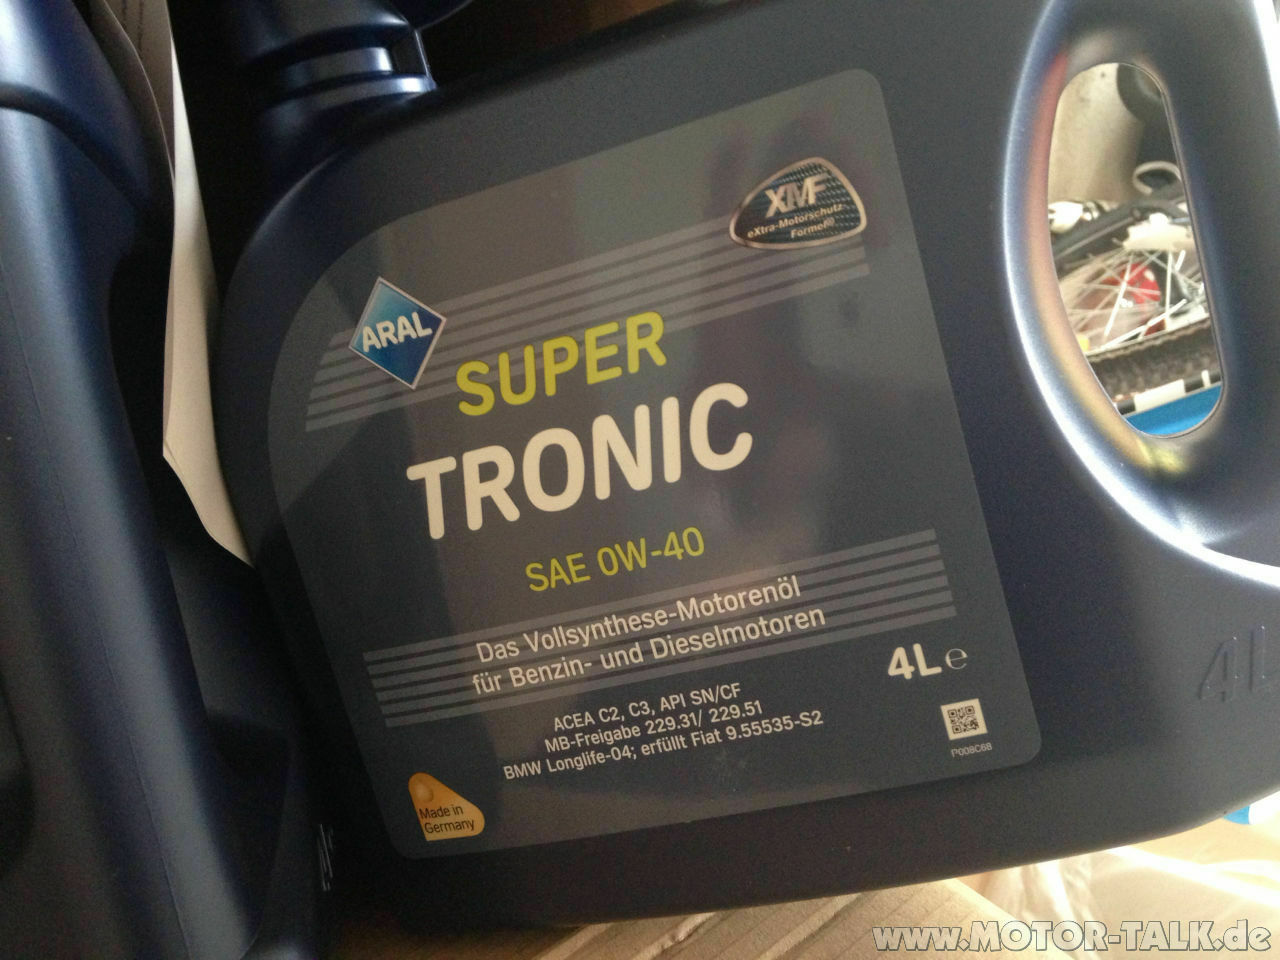 XMF
eXtra-Motorschutz
Formel
ARAL
SUPER
TRONIC
SAE 0W-40
Das Vollsynthese-Motorenöl
für Benzin- und Dieselmotoren
4L e
ACEA C2, C3, API SN/CF
MB-Freigabe 229.31/ 229.51
BMW Longlife-04; erfüllt Fiat 9.55535-S2
P008C68
Made in
Germany
4L
www.MOTOR-TALK.de